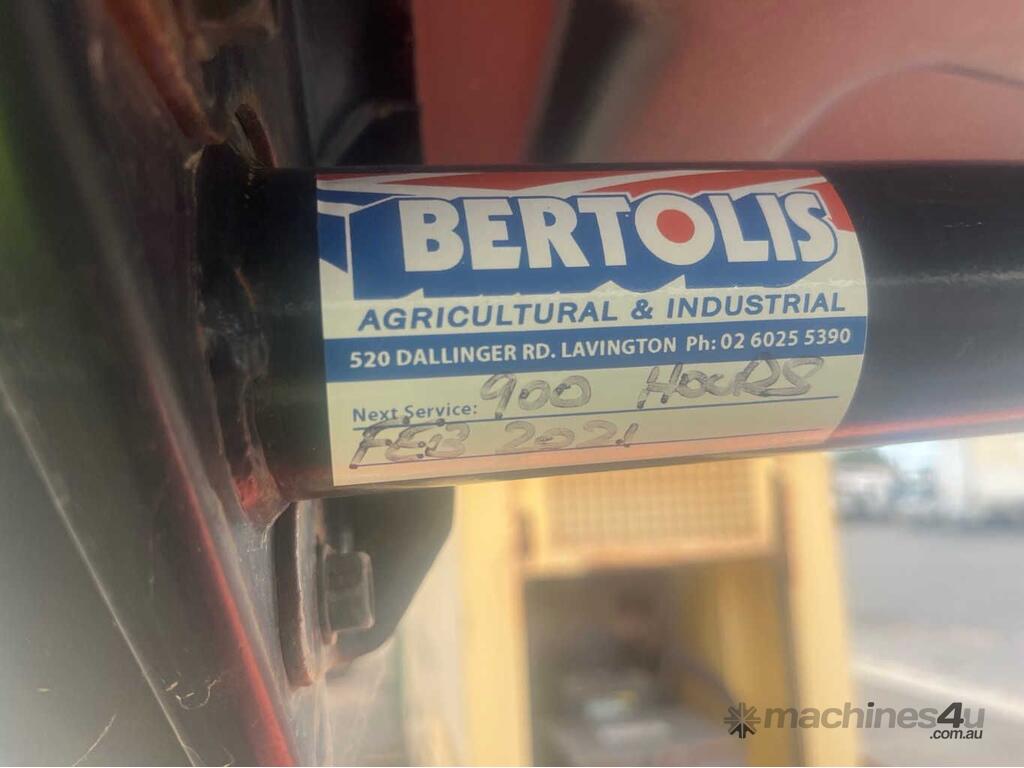 BERTOLIS
AGRICULTURAL & INDUSTRIAL
520 DALLINGER RD. LAVINGTON Ph: 02 6025 5390
Next Service: 900 HOURS
FEB 2021
machines4u
.com.au